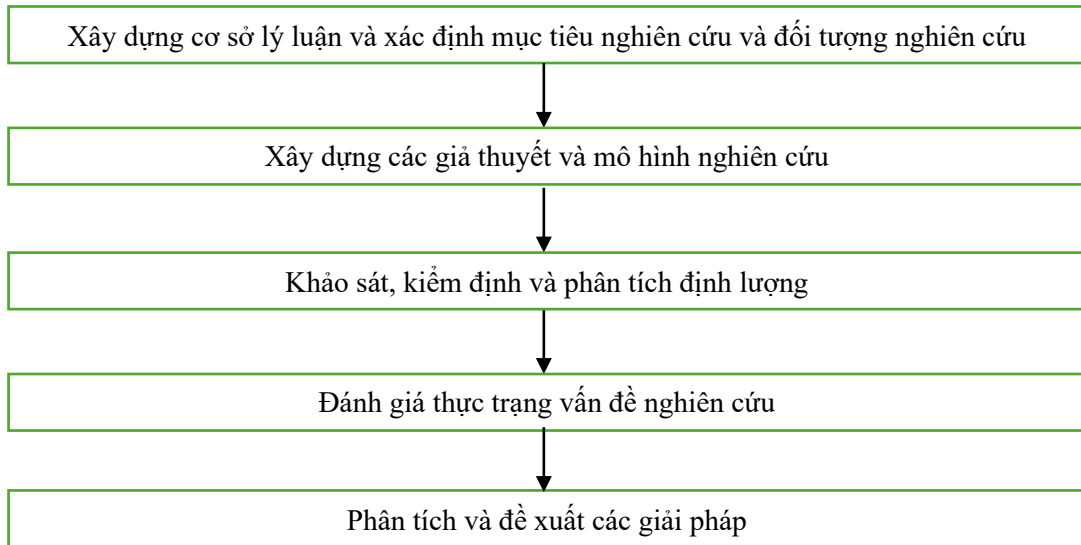 Xây dựng cơ sở lý luận và xác định mục tiêu nghiên cứu và đối tượng nghiên cứu
Xây dựng các giả thuyết và mô hình nghiên cứu
Khảo sát, kiểm định và phân tích định lượng
Đánh giá thực trạng vấn đề nghiên cứu
Phân tích và đề xuất các giải pháp